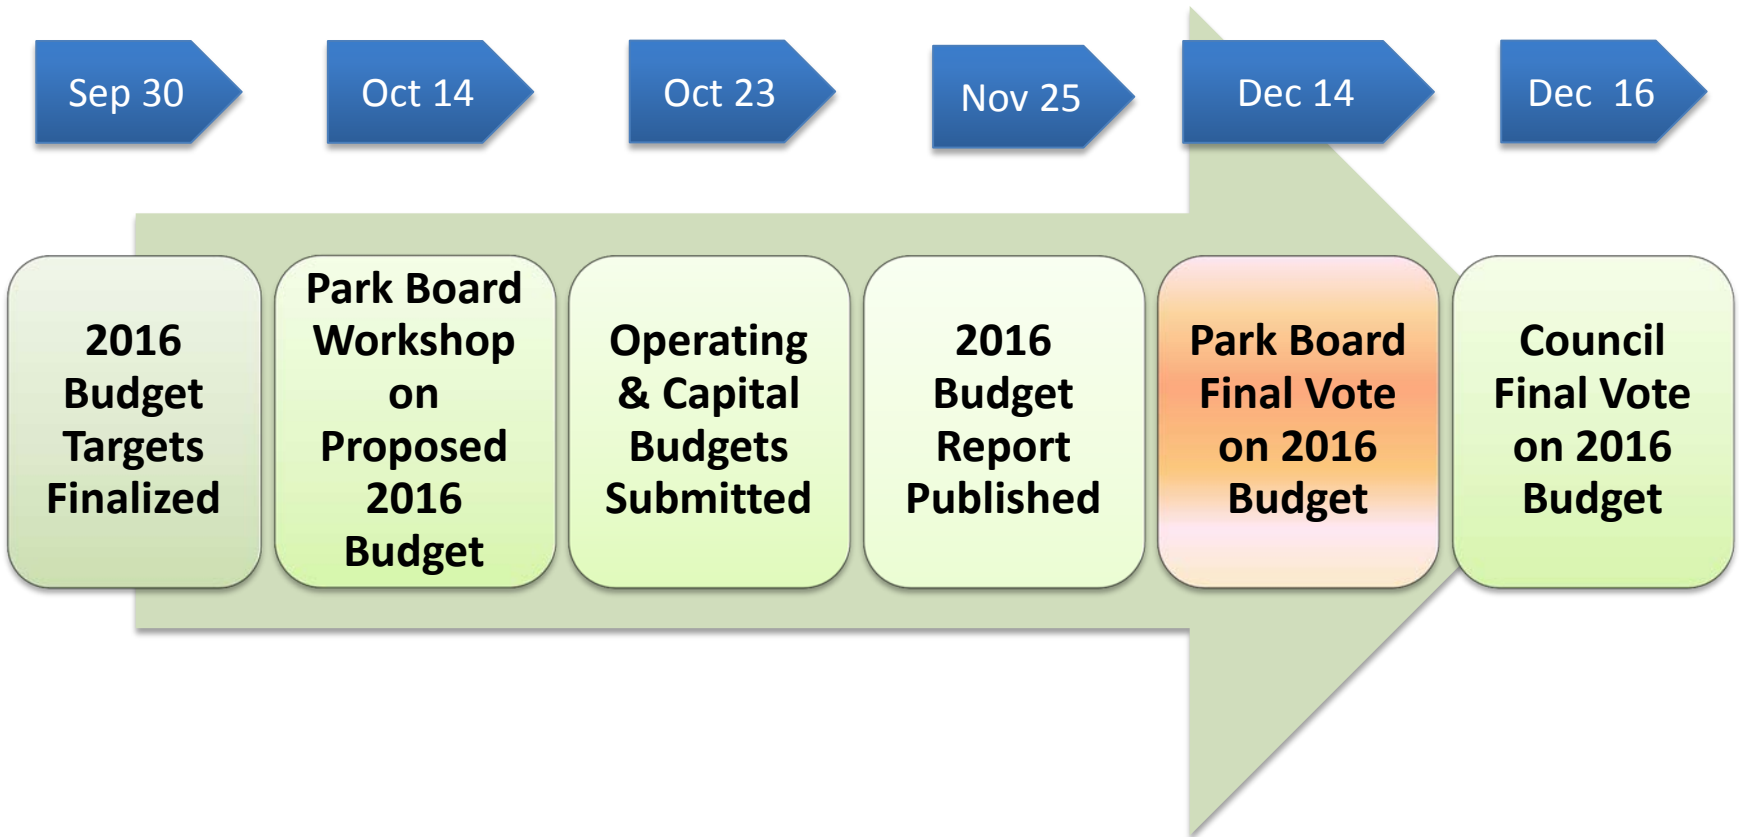 Sep 30
Oct 14
Oct 23
Nov 25
Dec 14
Dec 16
2016
Budget
Targets
Finalized
Park Board
Workshop
on
Proposed
2016
Budget
Operating
& Capital
Budgets
Submitted
2016
Budget
Report
Published
Park Board
Final Vote
on 2016
Budget
Council
Final Vote
on 2016
Budget